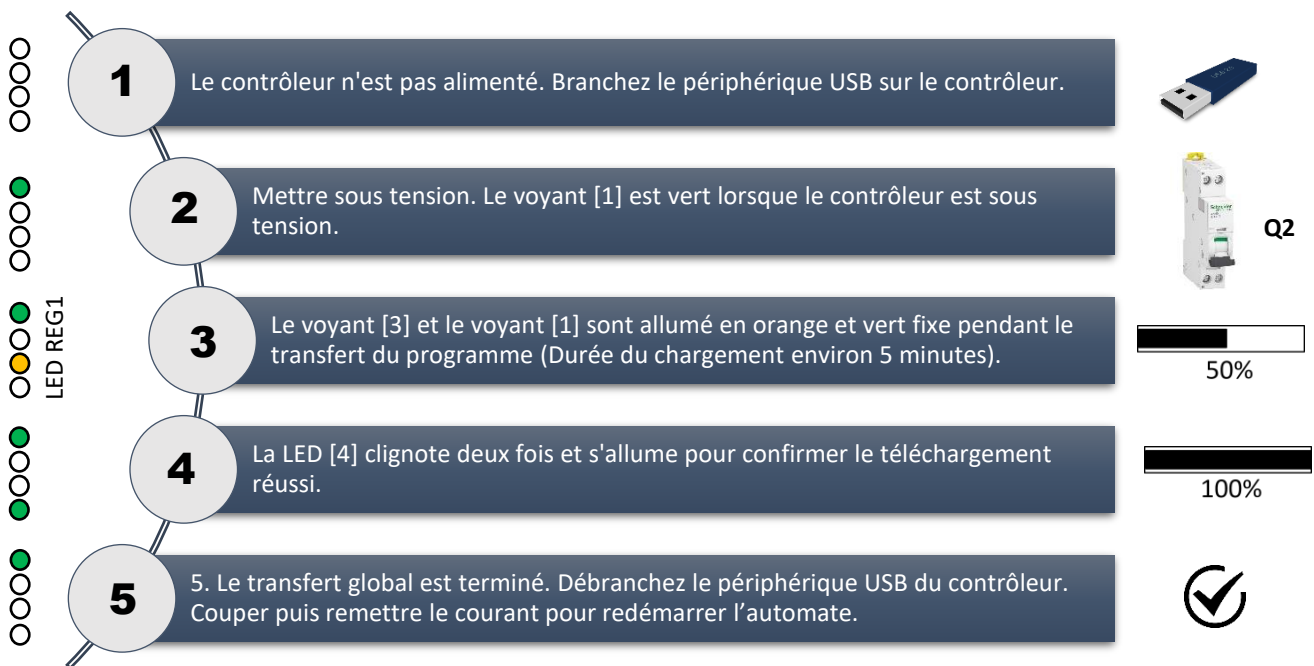 1
Le contrôleur n'est pas alimenté. Branchez le périphérique USB sur le contrôleur.
2
Mettre sous tension. Le voyant [1] est vert lorsque le contrôleur est sous
tension.
Q2
LED REG1
3
Le voyant [3] et le voyant [1] sont allumé en orange et vert fixe pendant le
transfert du programme (Durée du chargement environ 5 minutes).
50%
4
La LED [4] clignote deux fois et s'allume pour confirmer le téléchargement
réussi.
100%
5
5. Le transfert global est terminé. Débranchez le périphérique USB du contrôleur.
Couper puis remettre le courant pour redémarrer l’automate.